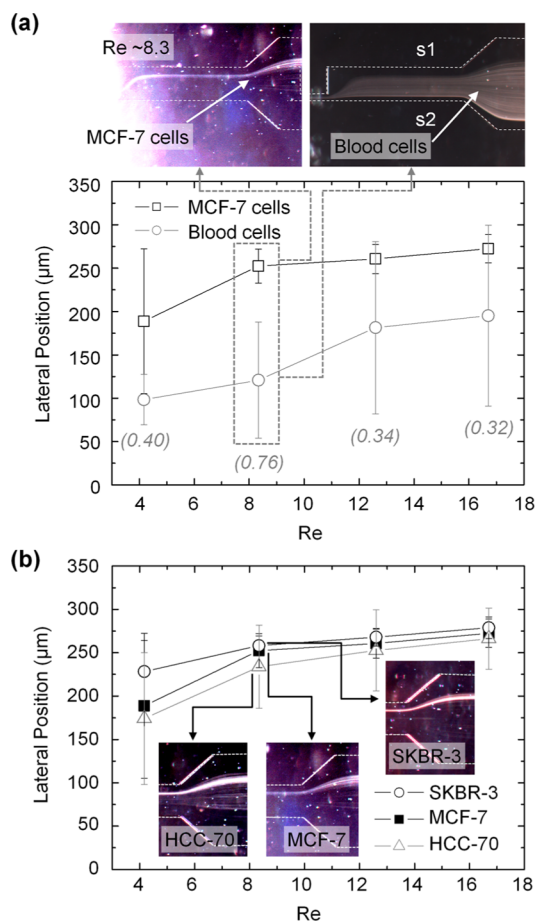 (a)
Re ~8.3
MCF-7 cells
s1
s2
Blood cells
MCF-7 cells
Blood cells
Lateral Position (µm)
350
300
250
200
150
100
50
0
(0.40)
(0.76)
(0.34)
(0.32)
4 6 8 10 12 14 16 18
Re
(b)
Lateral Position (µm)
350
300
250
200
150
100
50
0
HCC-70
MCF-7
SKBR-3
SKBR-3
MCF-7
HCC-70
4 6 8 10 12 14 16 18
Re